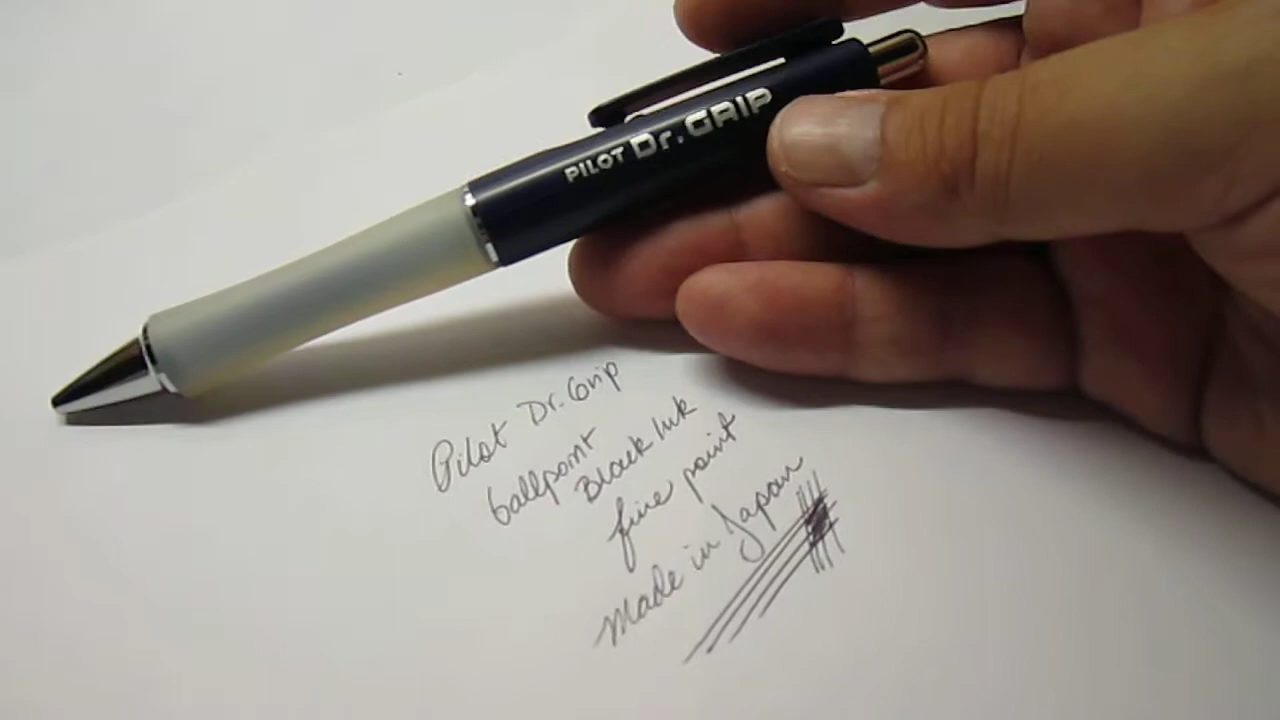 PILOT Dr. GRIP
Pilot Dr. Grip
ballpoint
Black Ink
fine point
Made in Japan